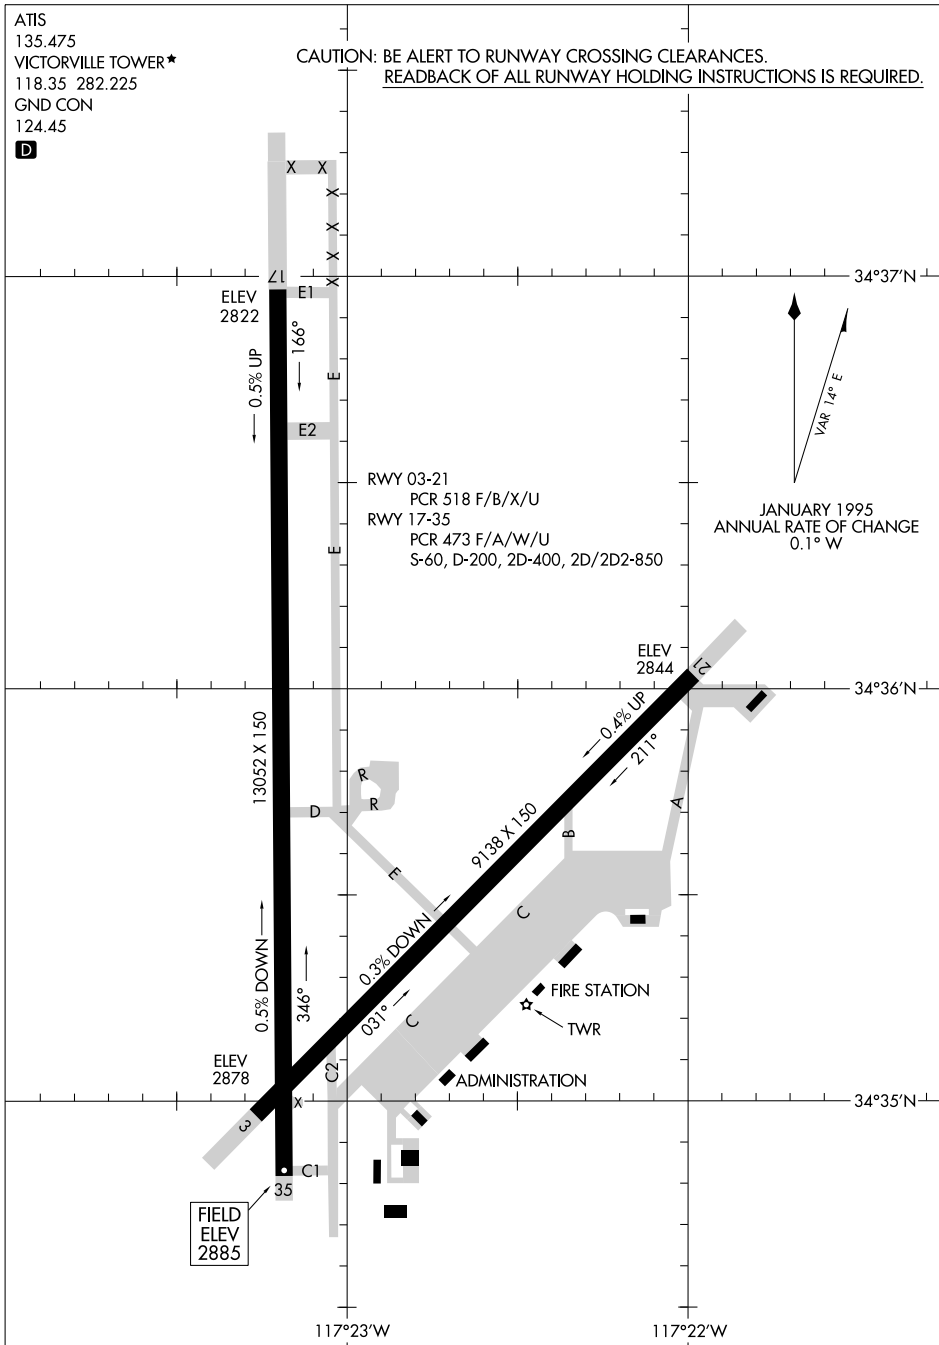 ATIS
135.475
VICTORVILLE TOWER★
118.35 282.225
GND CON
124.45
D
CAUTION: BE ALERT TO RUNWAY CROSSING CLEARANCES.
READBACK OF ALL RUNWAY HOLDING INSTRUCTIONS IS REQUIRED.
X X
X
X
X
X
17
34°37'N
ELEV
2822
E1
166°
0.5% UP
E
E2
VAR 14° E
JANUARY 1995
ANNUAL RATE OF CHANGE
0.1° W
RWY 03-21
PCR 518 F/B/X/U
RWY 17-35
PCR 473 F/A/W/U
S-60, D-200, 2D-400, 2D/2D2-850
E
ELEV
2844
21
34°36'N
0.4% UP
211°
13052 X 150
R
R
D
A
B
9138 X 150
E
C
0.3% DOWN
031°
0.5% DOWN
346°
FIRE STATION
TWR
C
ELEV
2878
C2
ADMINISTRATION
34°35'N
X
3
C1
35
FIELD
ELEV
2885
117°23'W
117°22'W